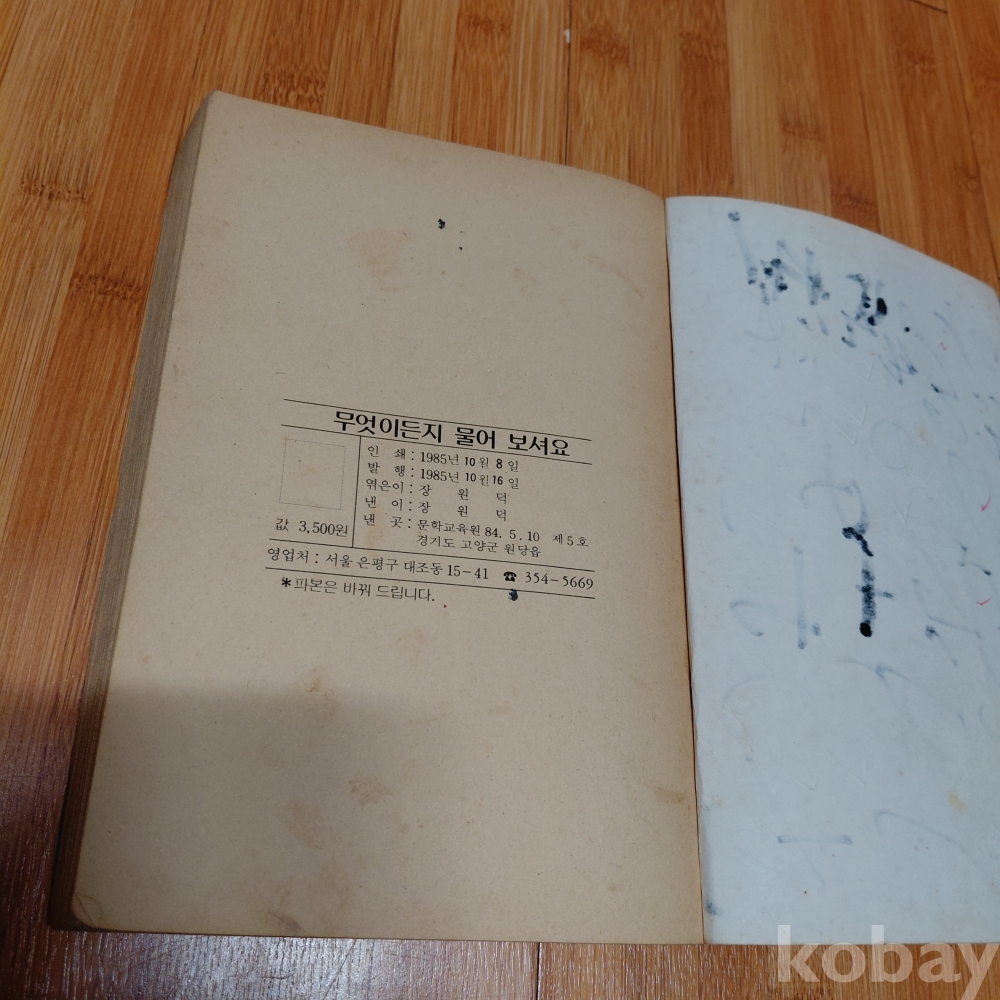 무엇이든지 물어 보셔요
인 쇄 : 1985년 10월 8일
발 행 : 1985년 10월 16일
엮은이 : 장 원 덕
낸 이 : 장 원 덕
낸 곳 : 문학교육원 84. 5. 10 제5호
경기도 고양군 원당읍
값 3,500원
영업처 : 서울 은평구 대조동 15-41 ☎ 354-5669
*파본은 바꿔 드립니다.
kobay